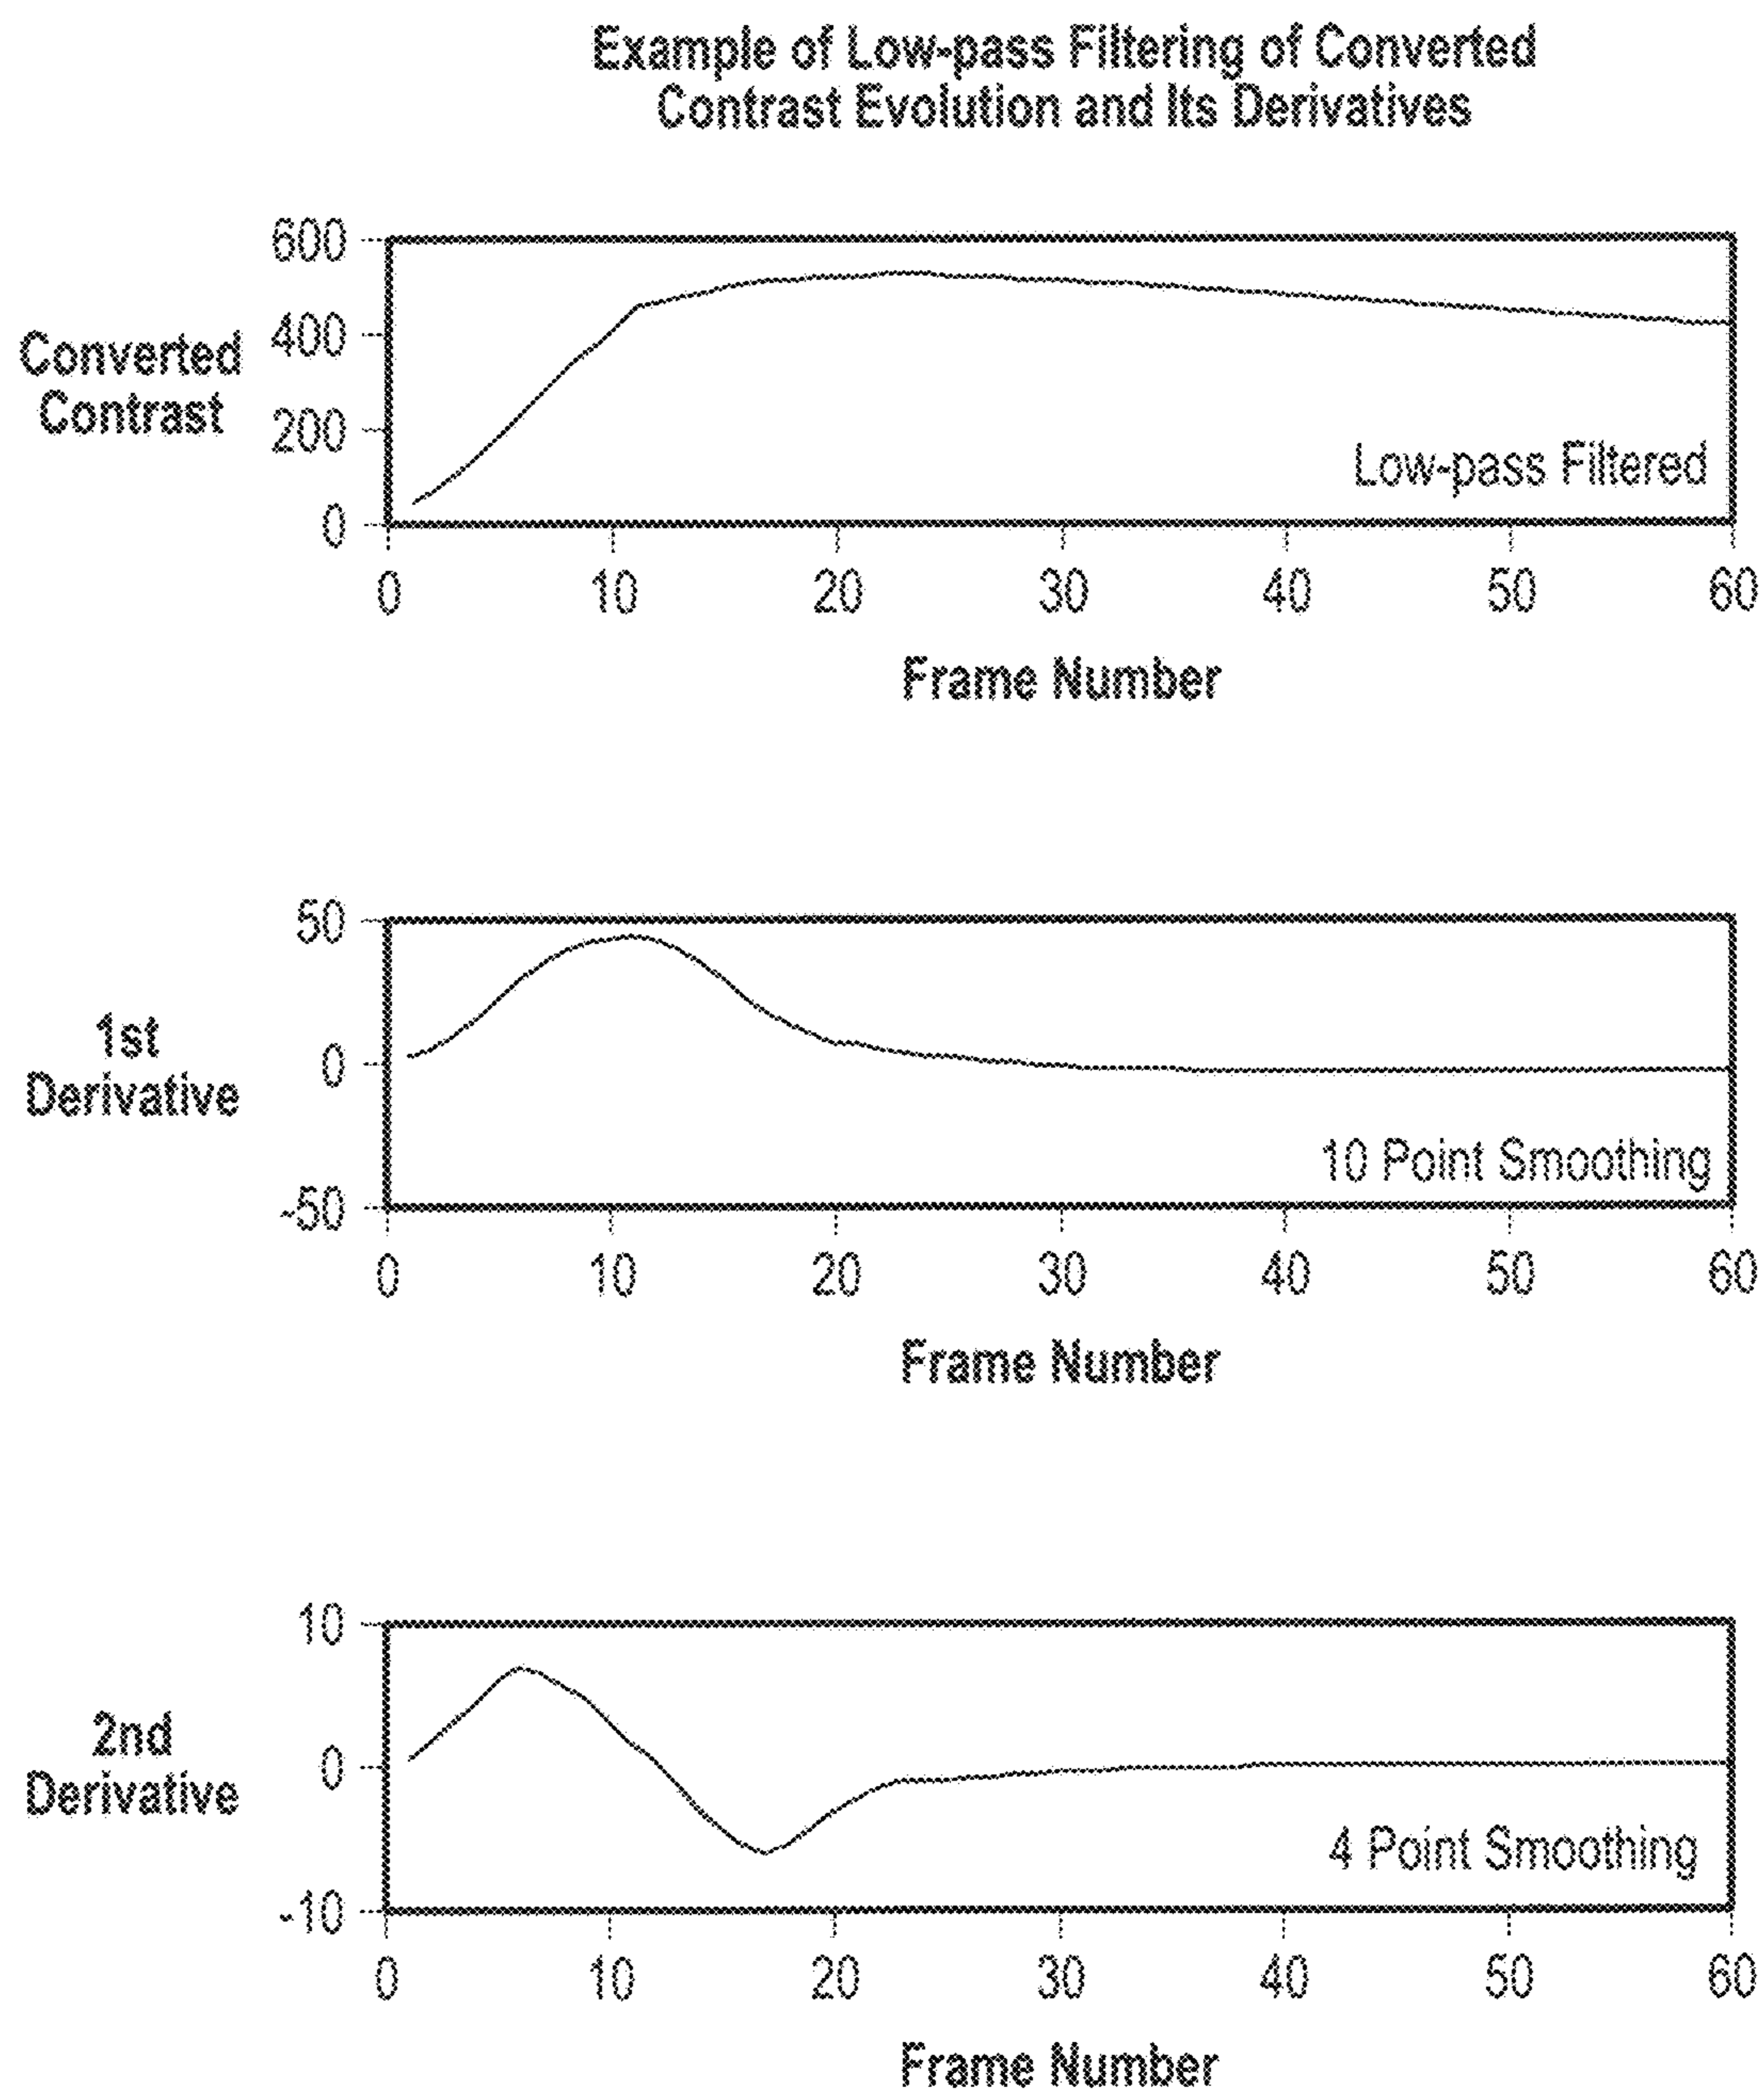 Example of Low-pass Filtering of Converted
Contrast Evolution and Its Derivatives
600
400
200
0
Converted
Contrast
Low-pass Filtered
0 10 20 30 40 50 60
Frame Number
50
0
-50
1st
Derivative
10 Point Smoothing
0 10 20 30 40 50 60
Frame Number
10
0
-10
2nd
Derivative
4 Point Smoothing
0 10 20 30 40 50 60
Frame Number